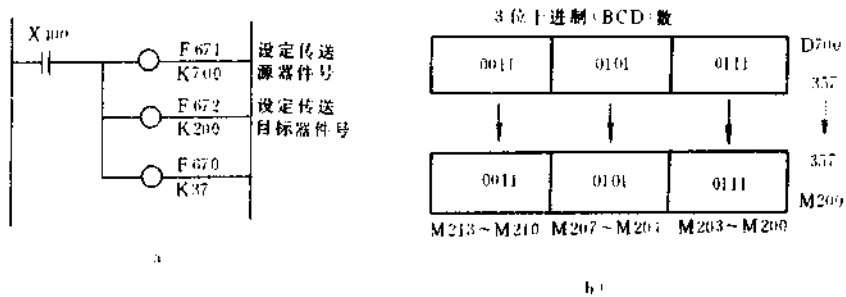 X400
F671
K700
设定传送
源器件号
F672
K200
设定传送
目标器件号
F670
K37
a
3位十进制(BCD)数
0011 0101 0111
D700
357
0011 0101 0111
357
M200
M213~M210 M207~M204 M203~M200
b)